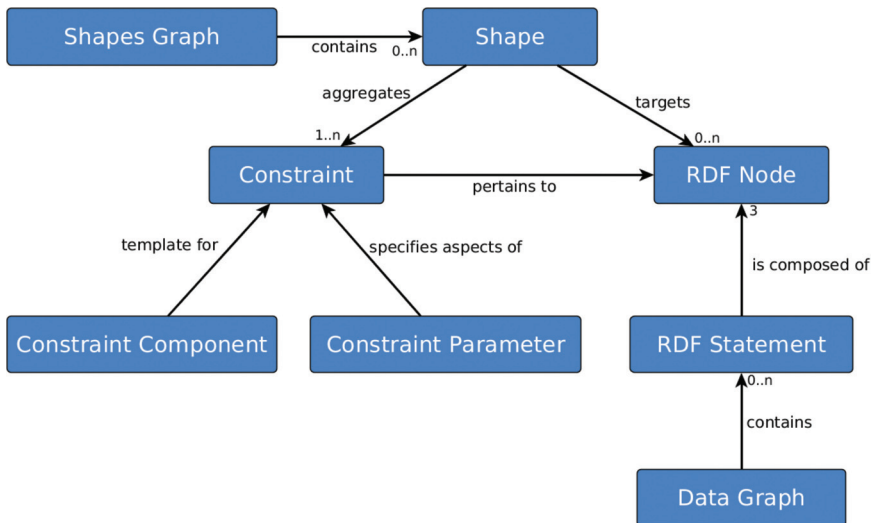 Shapes Graph
contains
0..n
Shape
aggregates
targets
1..n
0..n
Constraint
pertains to
RDF Node
3
template for
specifies aspects of
is composed of
Constraint Component
Constraint Parameter
RDF Statement
0..n
contains
Data Graph